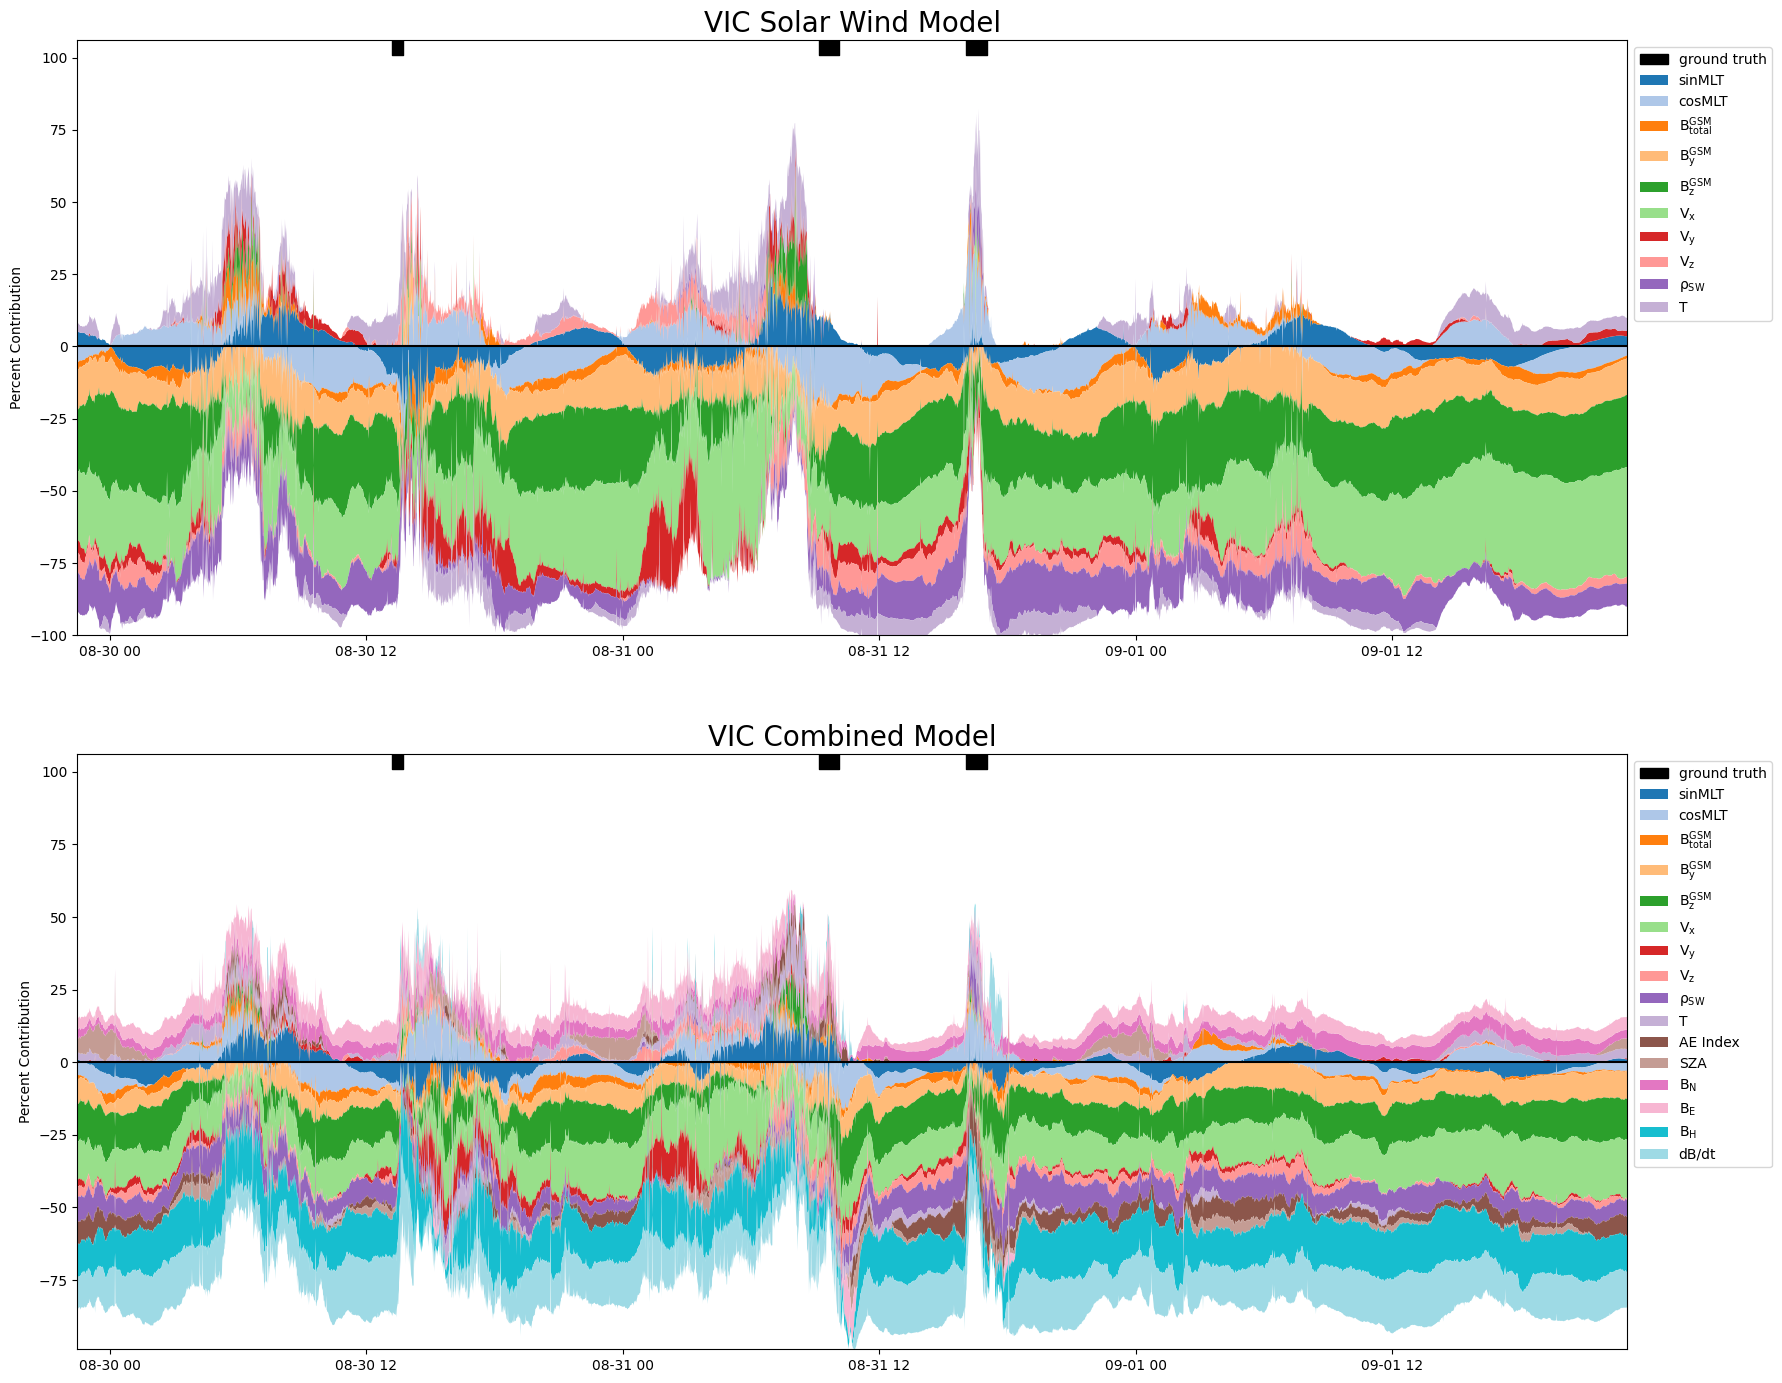 VIC Solar Wind Model
100
75
50
25
0
−25
−50
−75
−100
Percent Contribution
08-30 00
08-30 12
08-31 00
08-31 12
09-01 00
09-01 12
ground truth
sinMLT
cosMLT
B_total^GSM
B_y^GSM
B_z^GSM
V_x
V_y
V_z
ρ_SW
T
VIC Combined Model
100
75
50
25
0
−25
−50
−75
Percent Contribution
08-30 00
08-30 12
08-31 00
08-31 12
09-01 00
09-01 12
ground truth
sinMLT
cosMLT
B_total^GSM
B_y^GSM
B_z^GSM
V_x
V_y
V_z
ρ_SW
T
AE Index
SZA
B_N
B_E
B_H
dB/dt